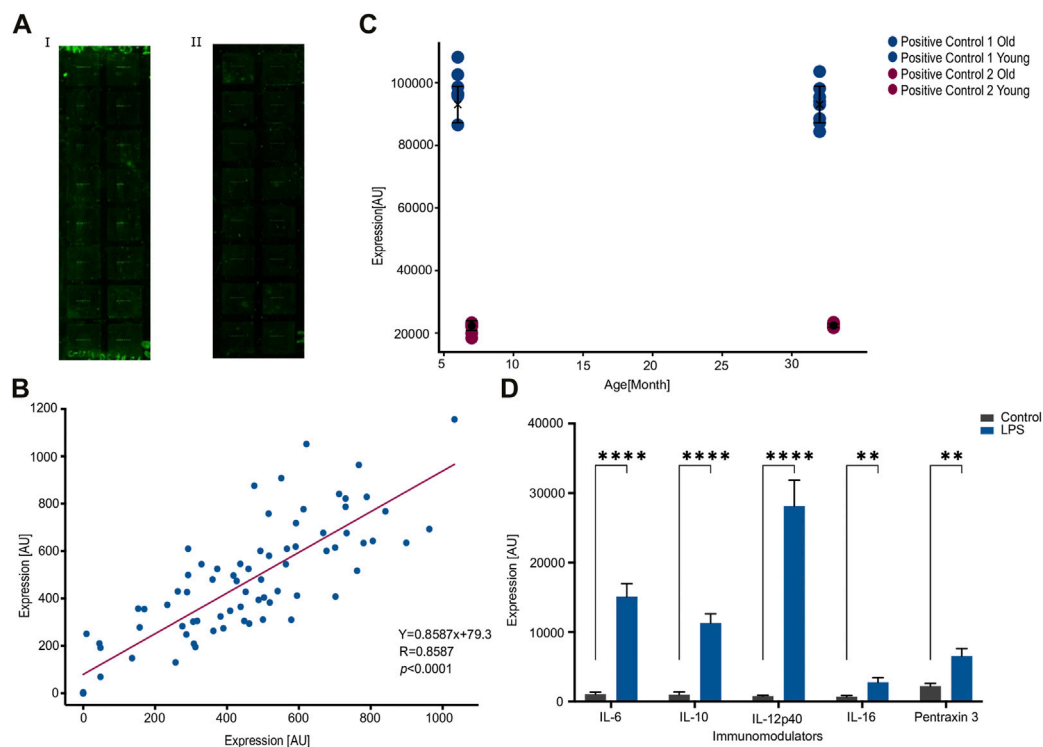 A
I
II
C
Expression[AU]
100000
80000
60000
40000
20000
5
10
15
20
25
30
Age[Month]
Positive Control 1 Old
Positive Control 1 Young
Positive Control 2 Old
Positive Control 2 Young
B
Expression [AU]
1200
1000
800
600
400
200
0
0
200
400
600
800
1000
Expression [AU]
Y=0.8587x+79.3
R=0.8587
p<0.0001
D
Expression [AU]
40000
30000
20000
10000
0
Control
LPS
**** **** **** ** **
IL-6 IL-10 IL-12p40 IL-16 Pentraxin 3
Immunomodulators